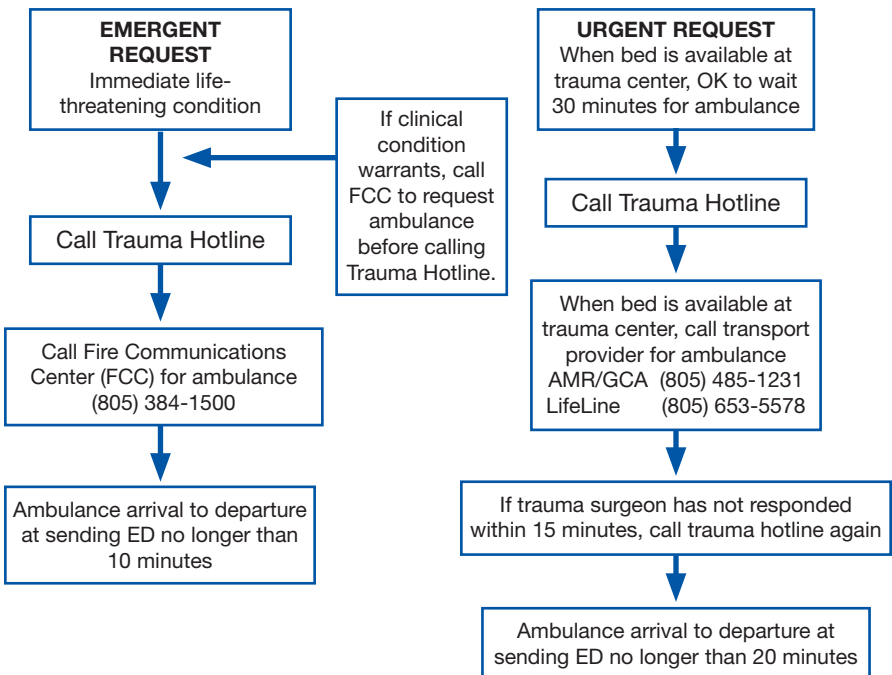 EMERGENT
REQUEST
Immediate life-
threatening condition
If clinical
condition
warrants, call
FCC to request
ambulance
before calling
Trauma Hotline.
Call Trauma Hotline
Call Fire Communications
Center (FCC) for ambulance
(805) 384-1500
Ambulance arrival to departure
at sending ED no longer than
10 minutes
URGENT REQUEST
When bed is available at
trauma center, OK to wait
30 minutes for ambulance
Call Trauma Hotline
When bed is available at
trauma center, call transport
provider for ambulance
AMR/GCA (805) 485-1231
LifeLine (805) 653-5578
If trauma surgeon has not responded
within 15 minutes, call trauma hotline again
Ambulance arrival to departure at
sending ED no longer than 20 minutes